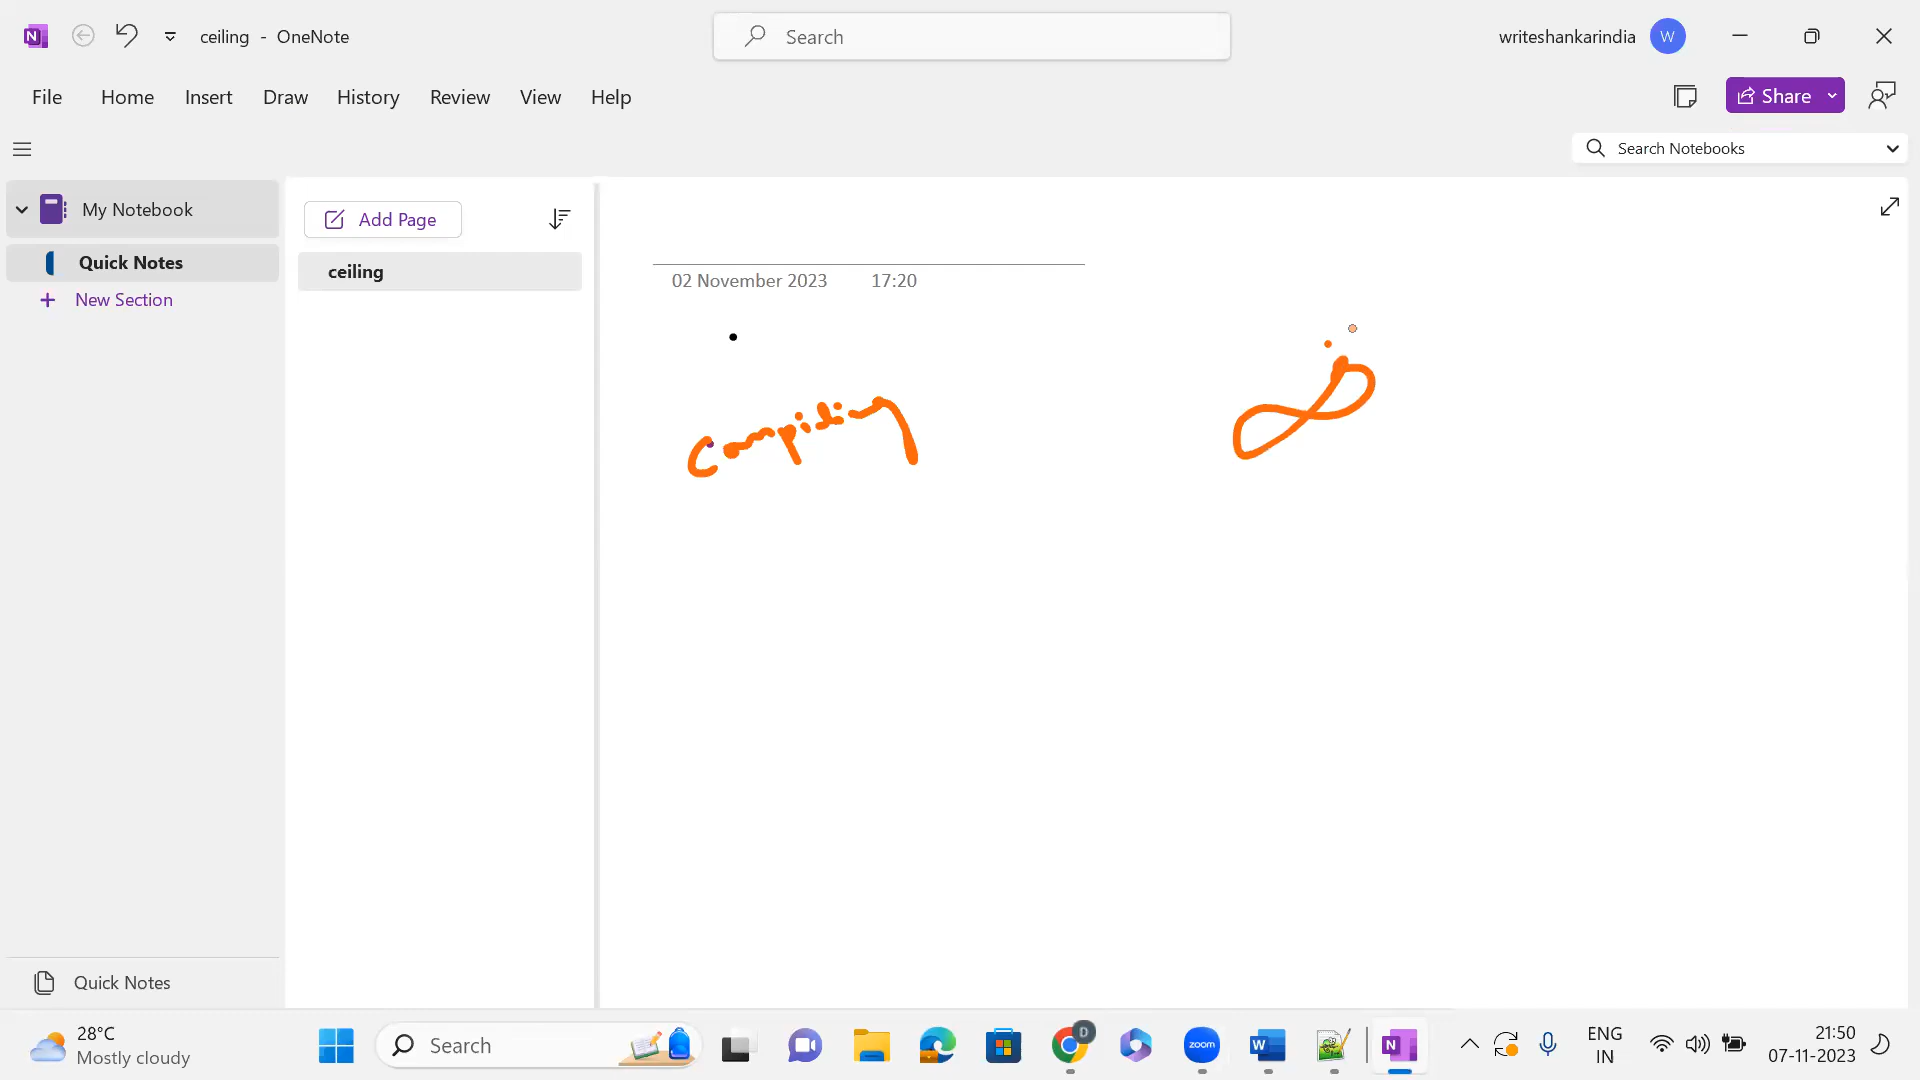 ceiling - OneNote
Search
writeshankarindia
W
File Home Insert Draw History Review View Help
Share
Search Notebooks
My Notebook
Add Page
Quick Notes
ceiling
New Section
02 November 2023 17:20
Quick Notes
28°C
Mostly cloudy
Search
D
zoom
ENG
IN
21:50
07-11-2023